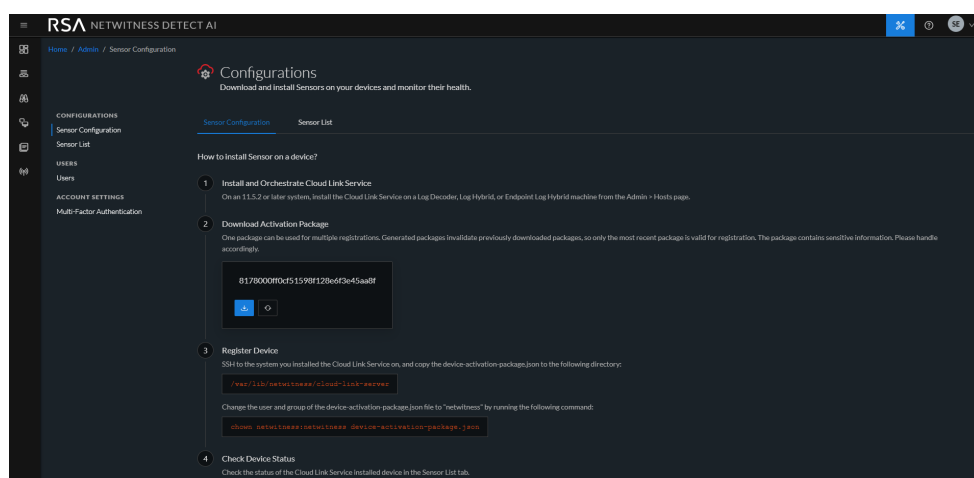 RSA NETWITNESS DETECT AI
SE
Home / Admin / Sensor Configuration
Configurations
Download and install Sensors on your devices and monitor their health.
CONFIGURATIONS
Sensor Configuration
Sensor List
USERS
Users
ACCOUNT SETTINGS
Multi-Factor Authentication
Sensor Configuration
Sensor List
How to install Sensor on a device?
1 Install and Orchestrate Cloud Link Service
On an 11.5.2 or later system, install the Cloud Link Service on a Log Decoder, Log Hybrid, or Endpoint Log Hybrid machine from the Admin > Hosts page.
2 Download Activation Package
One package can be used for multiple registrations. Generated packages invalidate previously downloaded packages, so only the most recent package is valid for registration. The package contains sensitive information. Please handle
accordingly.
8178000ff0cf51598f128e6f3e45aa8f
3 Register Device
SSH to the system you installed the Cloud Link Service on, and copy the device-activation-package.json to the following directory:
/var/lib/netwitness/cloud-link-server
Change the user and group of the device-activation-package.json file to "netwitness" by running the following command:
chown netwitness:netwitness device-activation-package.json
4 Check Device Status
Check the status of the Cloud Link Service installed device in the Sensor List tab.